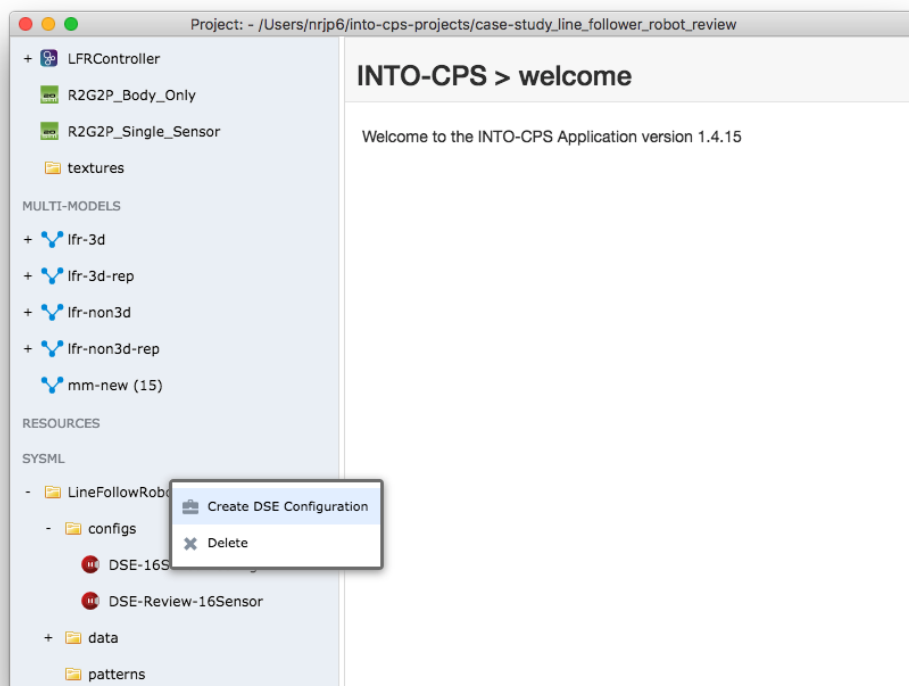 Project: - /Users/nrjp6/into-cps-projects/case-study_line_follower_robot_review
+ LFRController
R2G2P_Body_Only
R2G2P_Single_Sensor
textures
MULTI-MODELS
+ lfr-3d
+ lfr-3d-rep
+ lfr-non3d
+ lfr-non3d-rep
mm-new (15)
RESOURCES
SYSML
- LineFollowRobo
Create DSE Configuration
Delete
- configs
DSE-16S
DSE-Review-16Sensor
+ data
patterns
INTO-CPS > welcome
Welcome to the INTO-CPS Application version 1.4.15